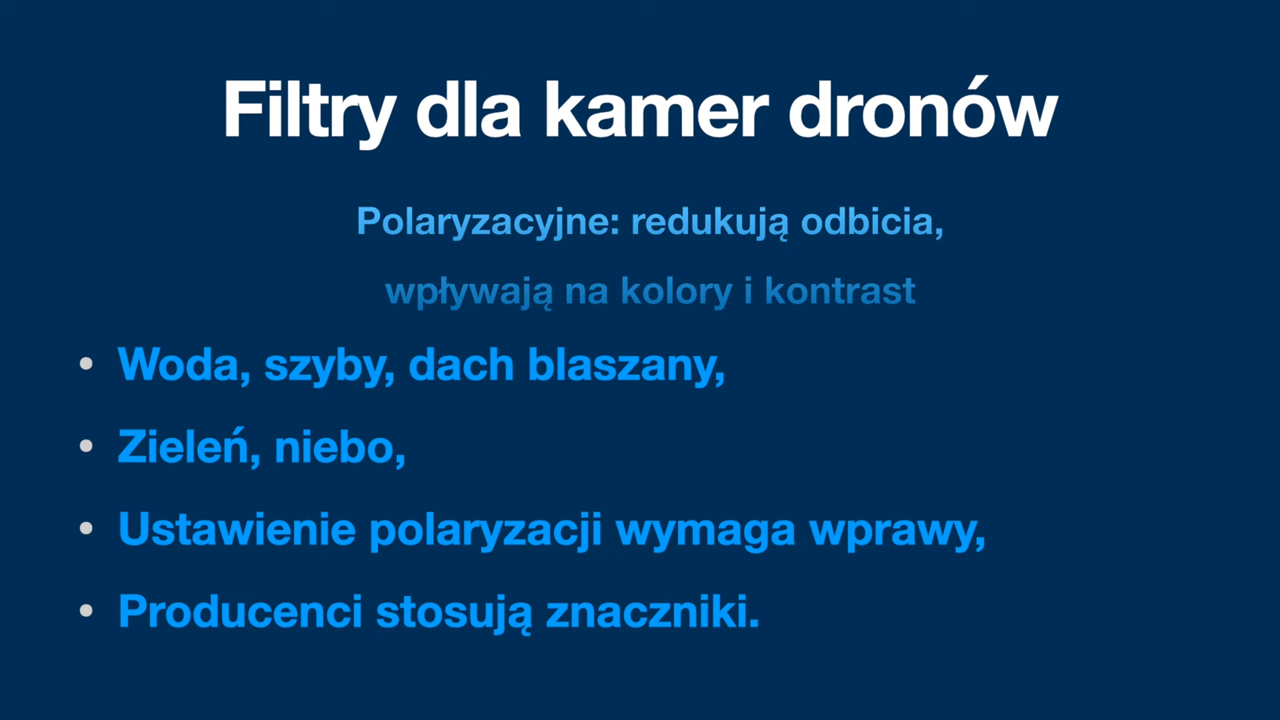 Filtry dla kamer dronów
Polaryzacyjne: redukują odbicia,
wpływają na kolory i kontrast
• Woda, szyby, dach blaszany,
• Zieleń, niebo,
• Ustawienie polaryzacji wymaga wprawy,
• Producenci stosują znaczniki.